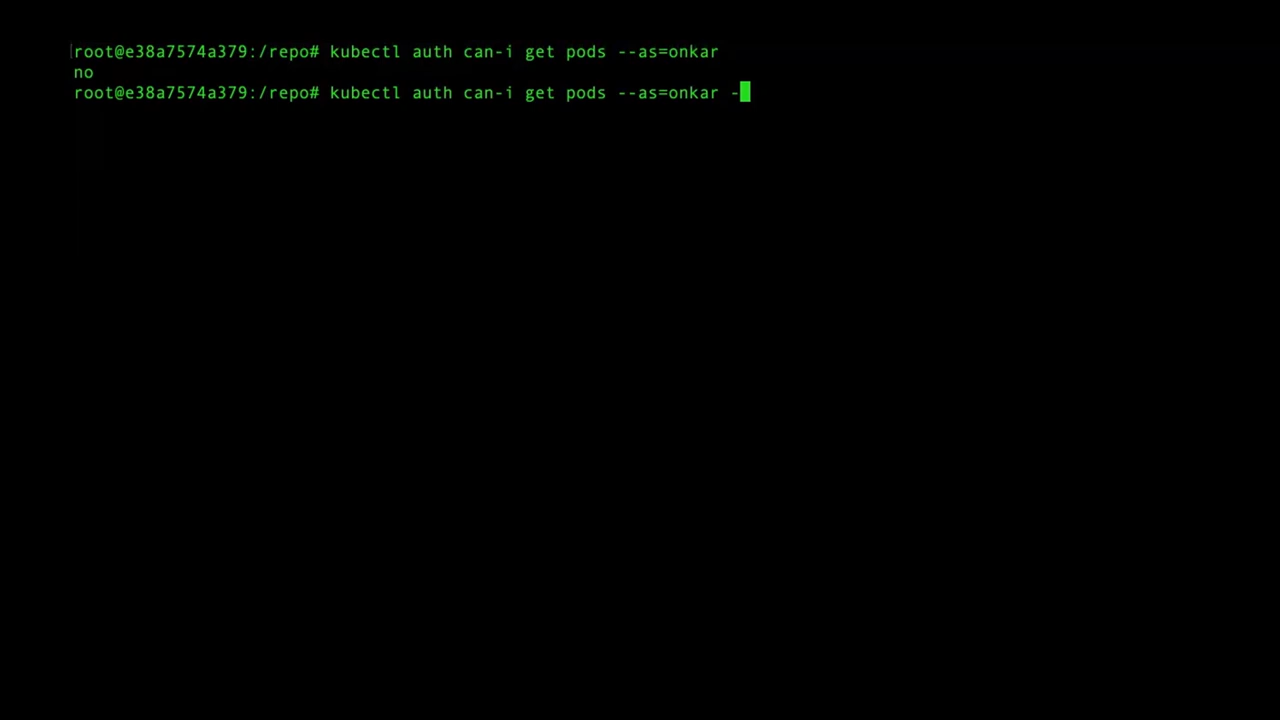 root@e38a7574a379:/repo# kubectl auth can-i get pods --as=onkar
no
root@e38a7574a379:/repo# kubectl auth can-i get pods --as=onkar -